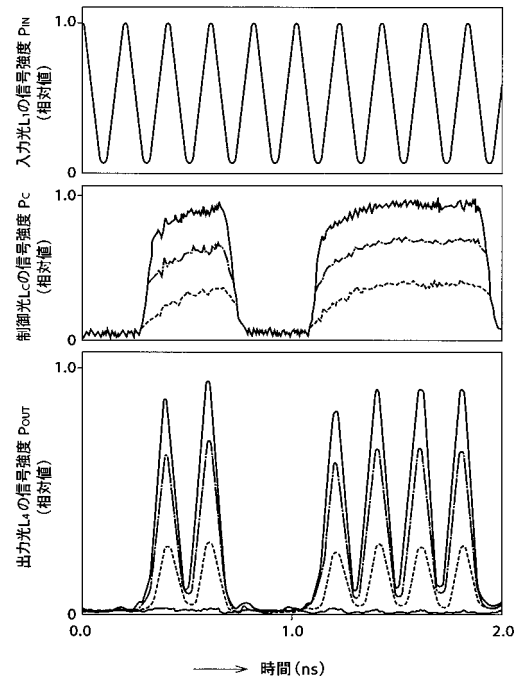 入力光L1の信号強度 PIN
(相対値)
1.0
0
制御光LCの信号強度 PC
(相対値)
1.0
0
出力光L4の信号強度 POUT
(相対値)
1.0
0
0.0
1.0
2.0
時間(ns)